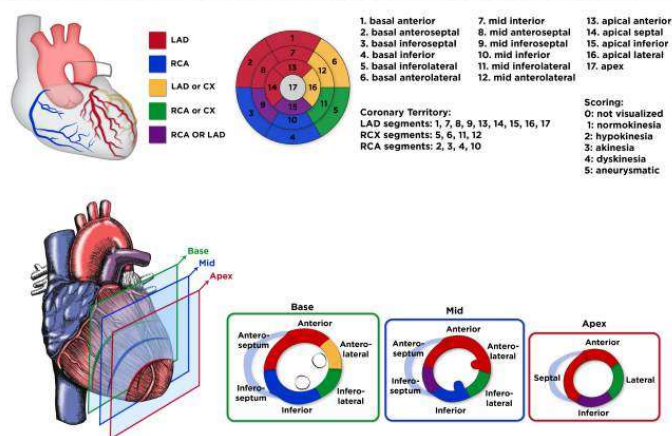 LAD
RCA
LAD or CX
RCA or CX
RCA OR LAD
1
2
3
4
5
6
7
8
9
10
11
12
13
14
15
16
17
1. basal anterior
2. basal anteroseptal
3. basal inferoseptal
4. basal inferior
5. basal inferolateral
6. basal anterolateral
7. mid interior
8. mid anteroseptal
9. mid inferoseptal
10. mid inferior
11. mid inferolateral
12. mid anterolateral
13. apical anterior
14. apical septal
15. apical inferior
16. apical lateral
17. apex
Coronary Territory:
LAD segments: 1, 7, 8, 9, 13, 14, 15, 16, 17
RCX segments: 5, 6, 11, 12
RCA segments: 2, 3, 4, 10
Scoring:
0: not visualized
1: normokinesia
2: hypokinesia
3: akinesia
4: dyskinesia
5: aneurysmatic
Base
Mid
Apex
Base
Anterior
Antero-
septum
Antero-
lateral
Infero-
septum
Infero-
lateral
Inferior
Mid
Anterior
Antero-
septum
Antero-
lateral
Infero-
septum
Infero-
lateral
Inferior
Apex
Anterior
Septal
Lateral
Inferior